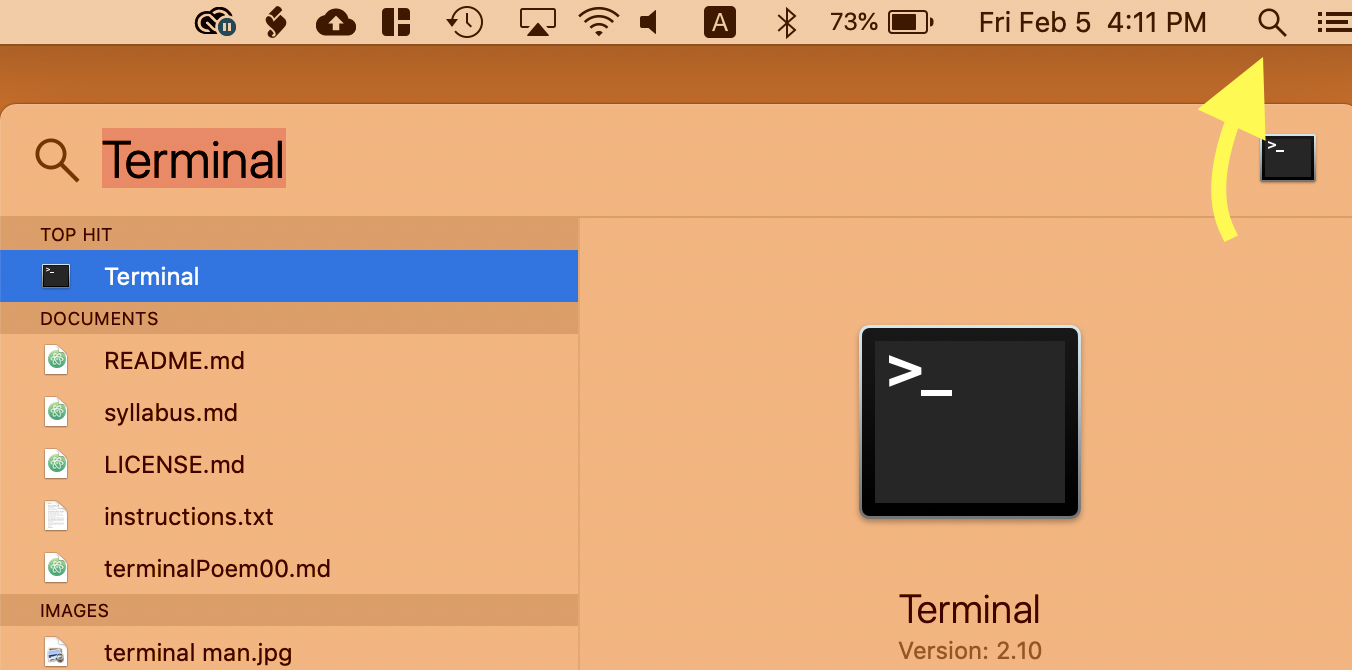 A
73%
Fri Feb 5 4:11 PM
Terminal
>_
TOP HIT
>_
Terminal
DOCUMENTS
README.md
syllabus.md
LICENSE.md
instructions.txt
terminalPoem00.md
IMAGES
terminal man.jpg
>_
Terminal
Version: 2.10